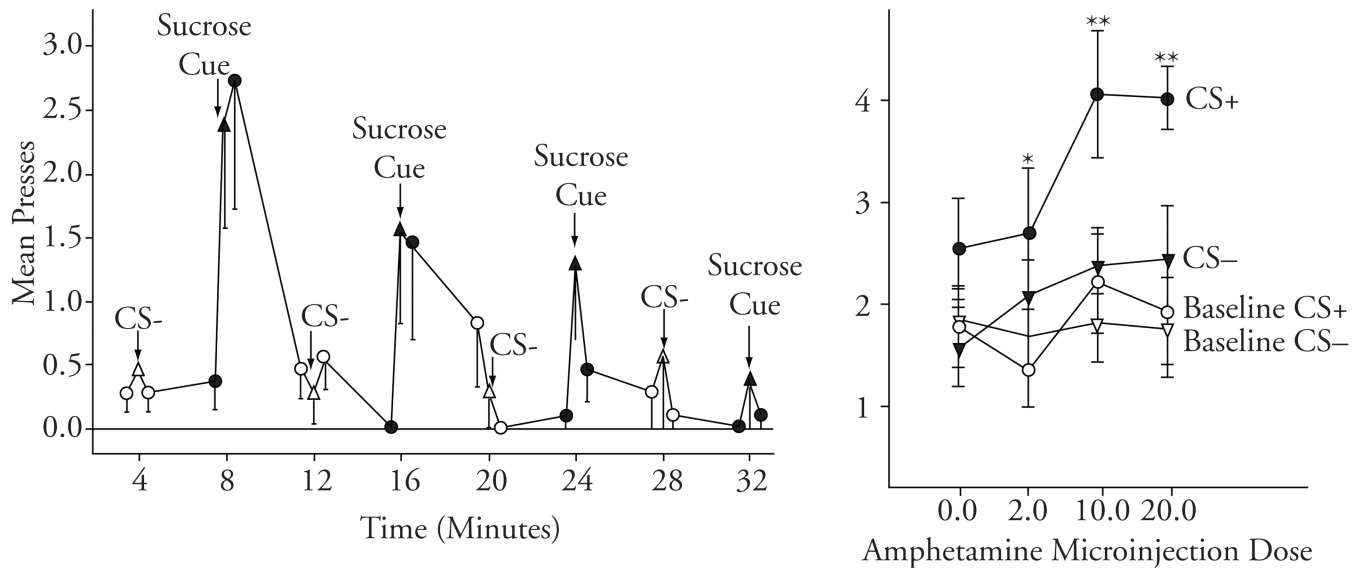 Sucrose
Cue
3.0
2.5
2.0
1.5
1.0
0.5
0.0
Mean Presses
CS-
CS-
Sucrose
Cue
CS-
Sucrose
Cue
CS-
Sucrose
Cue
4 8 12 16 20 24 28 32
Time (Minutes)
4
3
2
1
*
**
**
CS+
CS–
Baseline CS+
Baseline CS–
0.0 2.0 10.0 20.0
Amphetamine Microinjection Dose